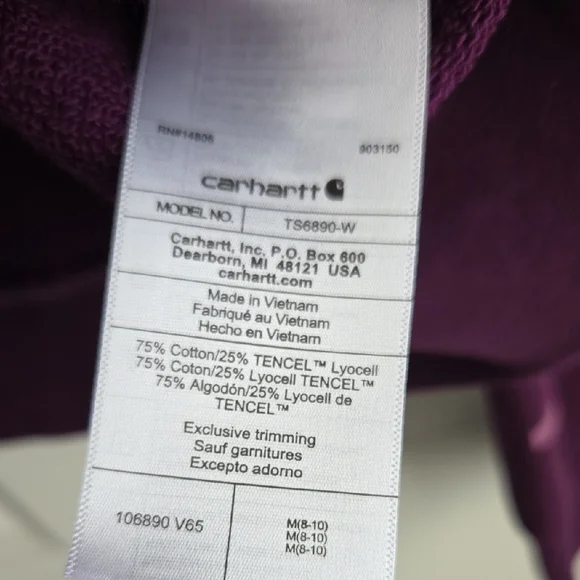 RN#14806
903150
carhartt
MODEL NO. TS6890-W
Carhartt, Inc. P.O. Box 600
Dearborn, MI 48121 USA
carhartt.com
Made in Vietnam
Fabriqué au Vietnam
Hecho en Vietnam
75% Cotton/25% TENCEL™ Lyocell
75% Coton/25% Lyocell TENCEL™
75% Algodón/25% Lyocell de
TENCEL™
Exclusive trimming
Sauf garnitures
Excepto adorno
106890 V65
M(8-10)
M(8-10)
M(8-10)